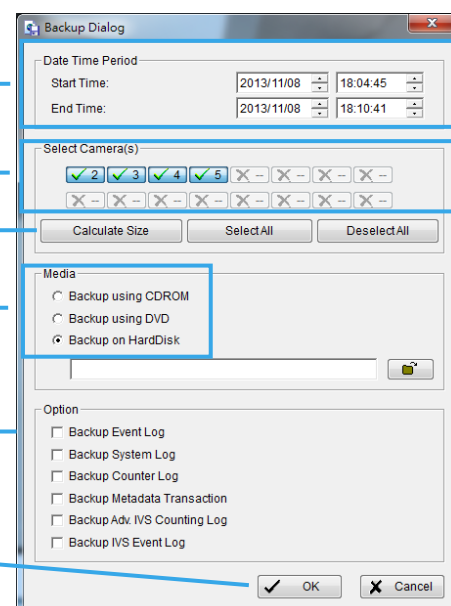 Backup Dialog
Date Time Period
Start Time: 2013/11/08 18:04:45
End Time: 2013/11/08 18:10:41
Select Camera(s)
2 3 4 5 -- -- -- --
-- -- -- -- -- -- -- --
Calculate Size Select All Deselect All
Media
Backup using CDROM
Backup using DVD
Backup on HardDisk
Option
Backup Event Log
Backup System Log
Backup Counter Log
Backup Metadata Transaction
Backup Adv. IVS Counting Log
Backup IVS Event Log
OK Cancel